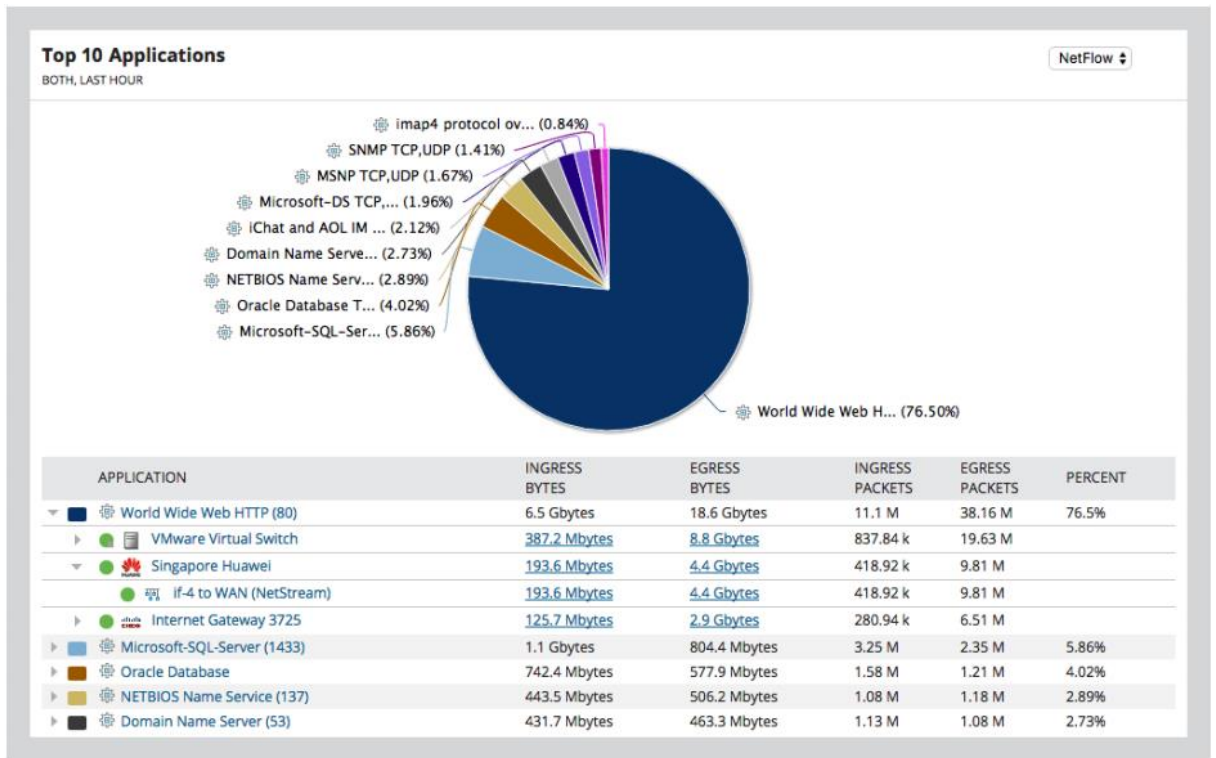 Top 10 Applications
NetFlow
BOTH, LAST HOUR
imap4 protocol ov... (0.84%)
SNMP TCP,UDP (1.41%)
MSNP TCP,UDP (1.67%)
Microsoft-DS TCP,... (1.96%)
iChat and AOL IM ... (2.12%)
Domain Name Serve... (2.73%)
NETBIOS Name Serv... (2.89%)
Oracle Database T... (4.02%)
Microsoft-SQL-Ser... (5.86%)
World Wide Web H... (76.50%)
APPLICATION INGRESS BYTES EGRESS BYTES INGRESS PACKETS EGRESS PACKETS PERCENT
World Wide Web HTTP (80) 6.5 Gbytes 18.6 Gbytes 11.1 M 38.16 M 76.5%
VMware Virtual Switch 387.2 Mbytes 8.8 Gbytes 837.84 k 19.63 M
HUAWEI Singapore Huawei 193.6 Mbytes 4.4 Gbytes 418.92 k 9.81 M
if-4 to WAN (NetStream) 193.6 Mbytes 4.4 Gbytes 418.92 k 9.81 M
CISCO Internet Gateway 3725 125.7 Mbytes 2.9 Gbytes 280.94 k 6.51 M
Microsoft-SQL-Server (1433) 1.1 Gbytes 804.4 Mbytes 3.25 M 2.35 M 5.86%
Oracle Database 742.4 Mbytes 577.9 Mbytes 1.58 M 1.21 M 4.02%
NETBIOS Name Service (137) 443.5 Mbytes 506.2 Mbytes 1.08 M 1.18 M 2.89%
Domain Name Server (53) 431.7 Mbytes 463.3 Mbytes 1.13 M 1.08 M 2.73%